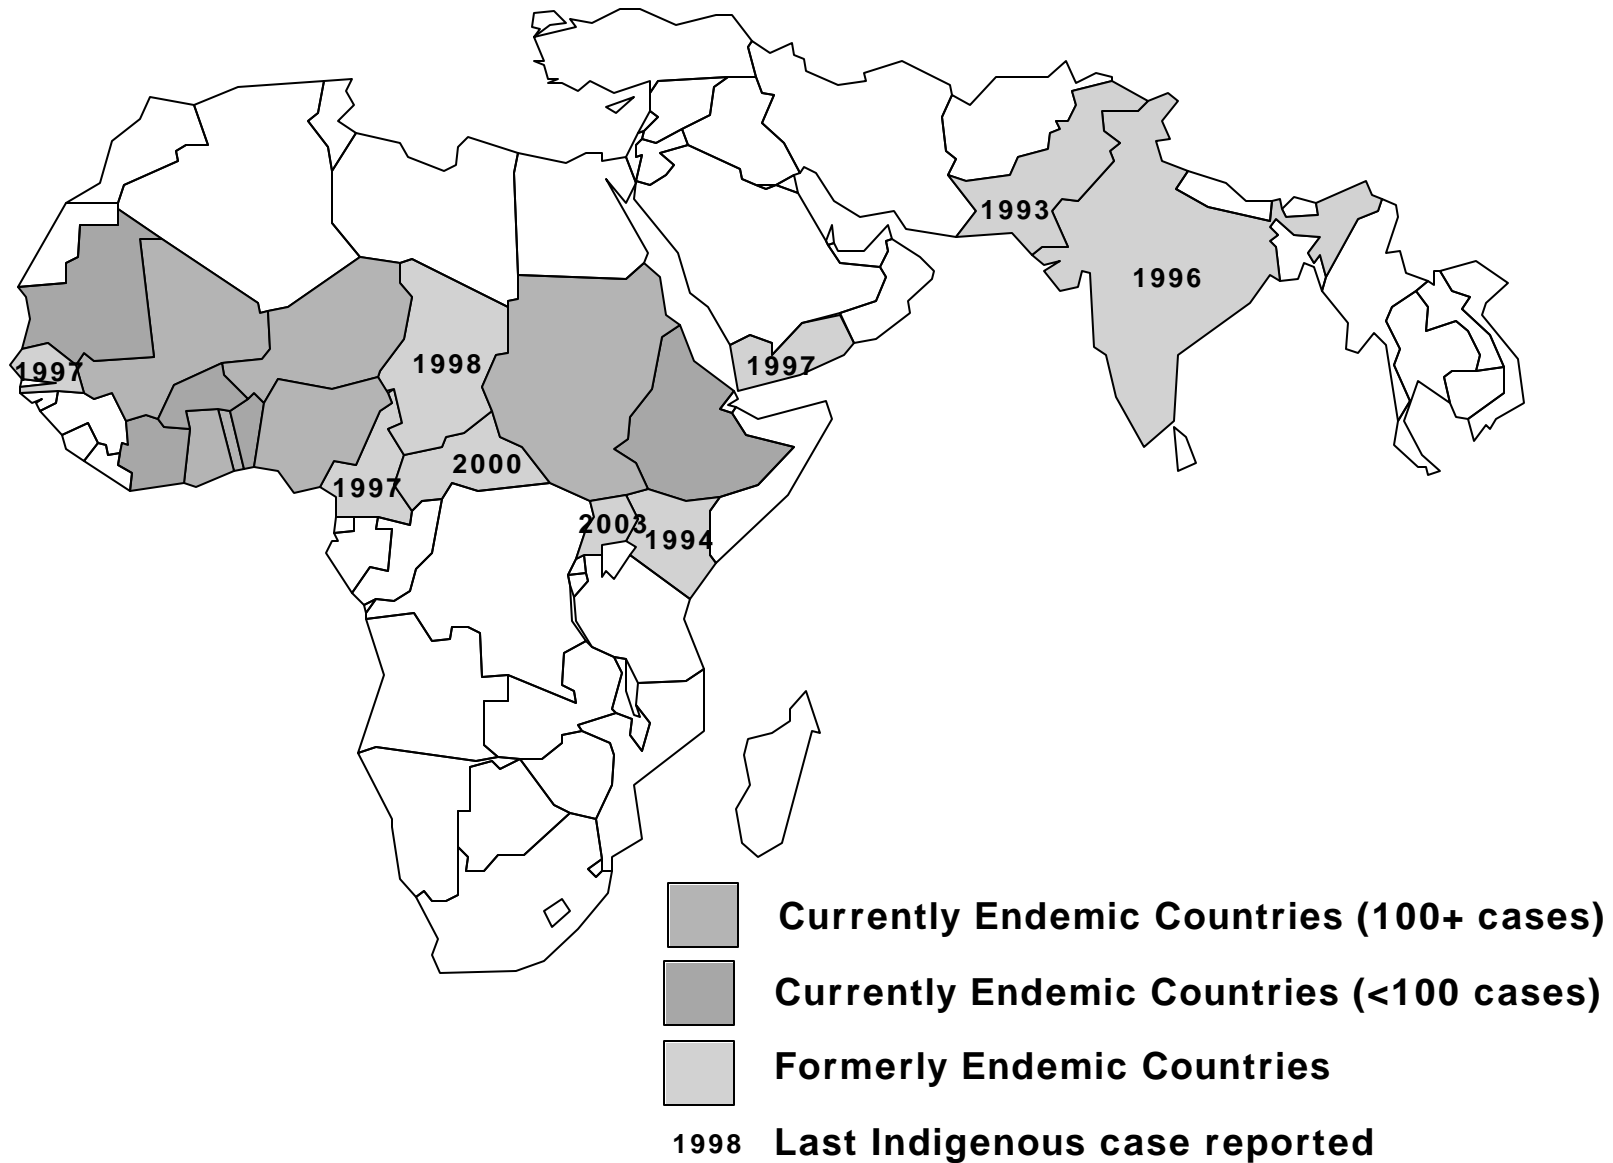 1993
1996
1997
1998
1997
2000
1997
2003
1994
Currently Endemic Countries (100+ cases)
Currently Endemic Countries (<100 cases)
Formerly Endemic Countries
1998 Last Indigenous case reported